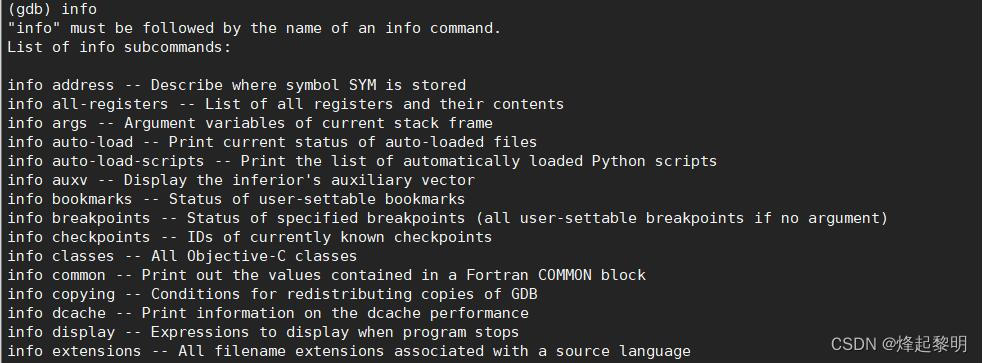 (gdb) info
"info" must be followed by the name of an info command.
List of info subcommands:

info address -- Describe where symbol SYM is stored
info all-registers -- List of all registers and their contents
info args -- Argument variables of current stack frame
info auto-load -- Print current status of auto-loaded files
info auto-load-scripts -- Print the list of automatically loaded Python scripts
info auxv -- Display the inferior's auxiliary vector
info bookmarks -- Status of user-settable bookmarks
info breakpoints -- Status of specified breakpoints (all user-settable breakpoints if no argument)
info checkpoints -- IDs of currently known checkpoints
info classes -- All Objective-C classes
info common -- Print out the values contained in a Fortran COMMON block
info copying -- Conditions for redistributing copies of GDB
info dcache -- Print information on the dcache performance
info display -- Expressions to display when program stops
info extensions -- All filename extensions associated with a source language
CSDN @烽起黎明